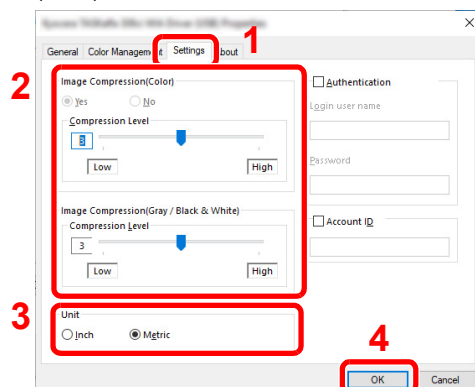 1
General Color Management Settings About
2
Image Compression(Color)
Yes No
Compression Level
3
Low High
Image Compression(Gray / Black & White)
Compression Level
3
Low High
Authentication
Login user name
Password
Account ID
3
Unit
Inch Metric
4
OK Cancel